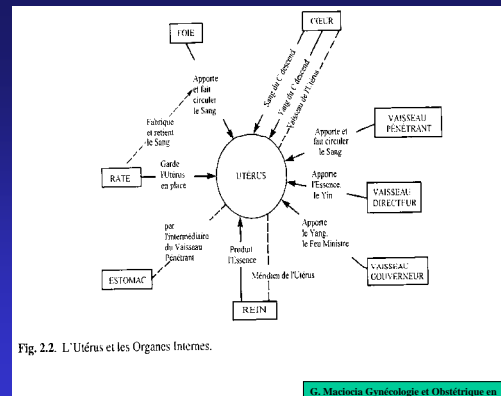 FOIE
CŒUR
Apporte
et fait
circuler
le Sang
Sang du C descend
Yang du C descend
Vaisseau de l'Utérus
Fabrique
et retient
le Sang
Apporte et
fait circuler
le Sang
VAISSEAU
PÉNÉTRANT
RATE
Garde
l'Utérus
en place
UTÉRUS
Apporte
l'Essence,
le Yin
VAISSEAU
DIRECTEUR
par
l'intermédiaire
du Vaisseau
Pénétrant
Apporte
le Yang,
le Feu Ministre
Produit
l'Essence
Méridien de l'Utérus
ESTOMAC
VAISSEAU
GOUVERNEUR
REIN
Fig. 2.2. L'Utérus et les Organes Internes.
G. Maciocia Gynécologie et Obstétrique en